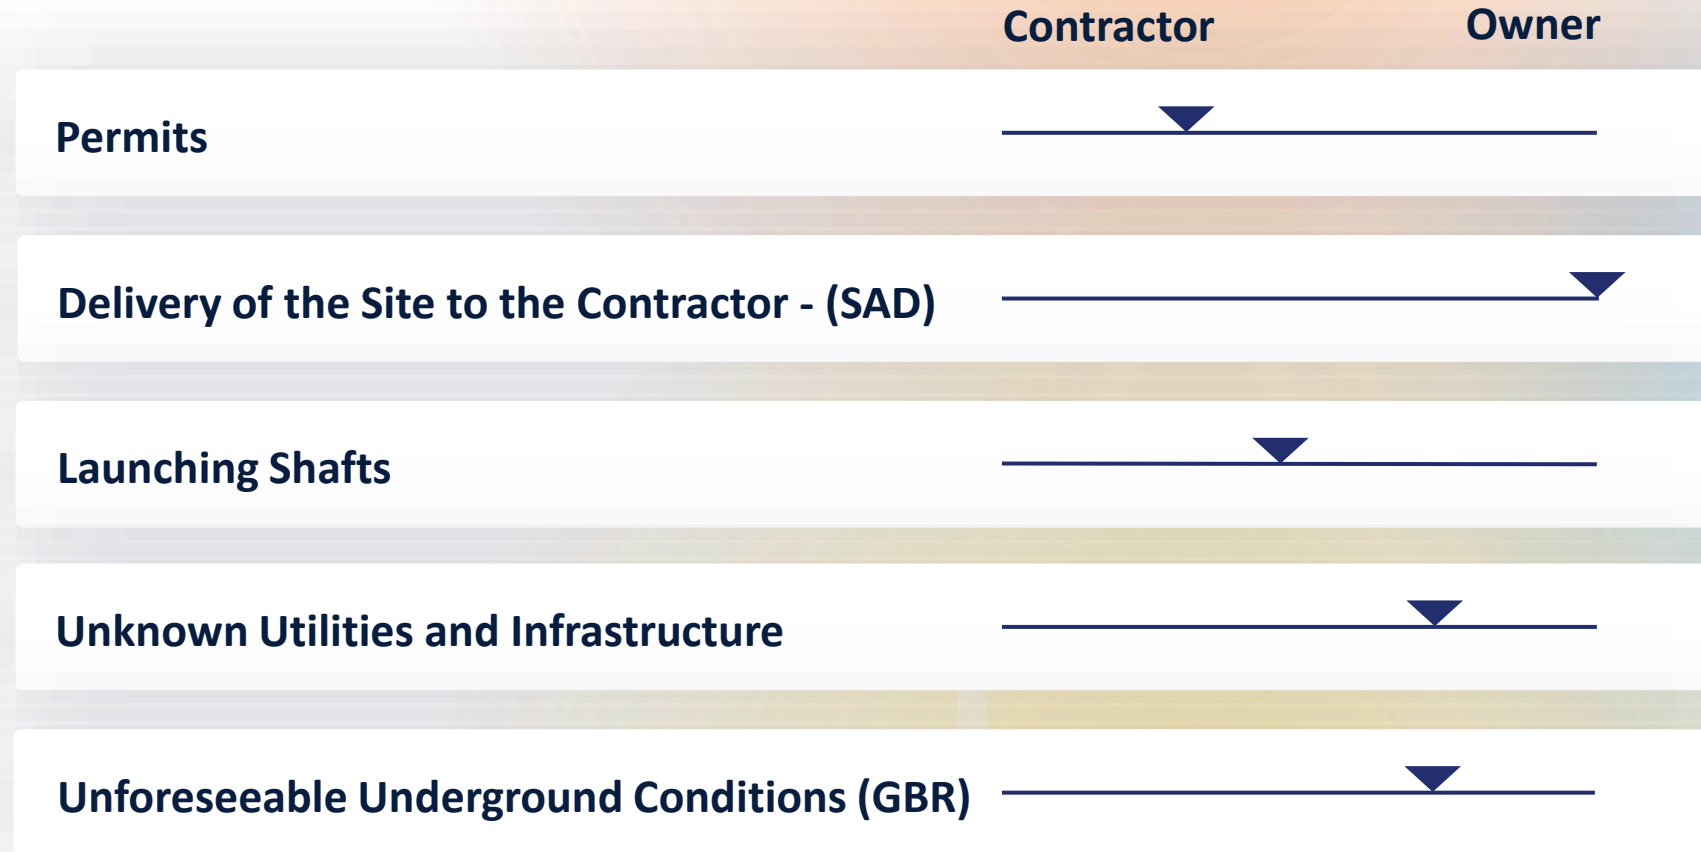 Contractor Owner
Permits
Delivery of the Site to the Contractor - (SAD)
Launching Shafts
Unknown Utilities and Infrastructure
Unforeseeable Underground Conditions (GBR)